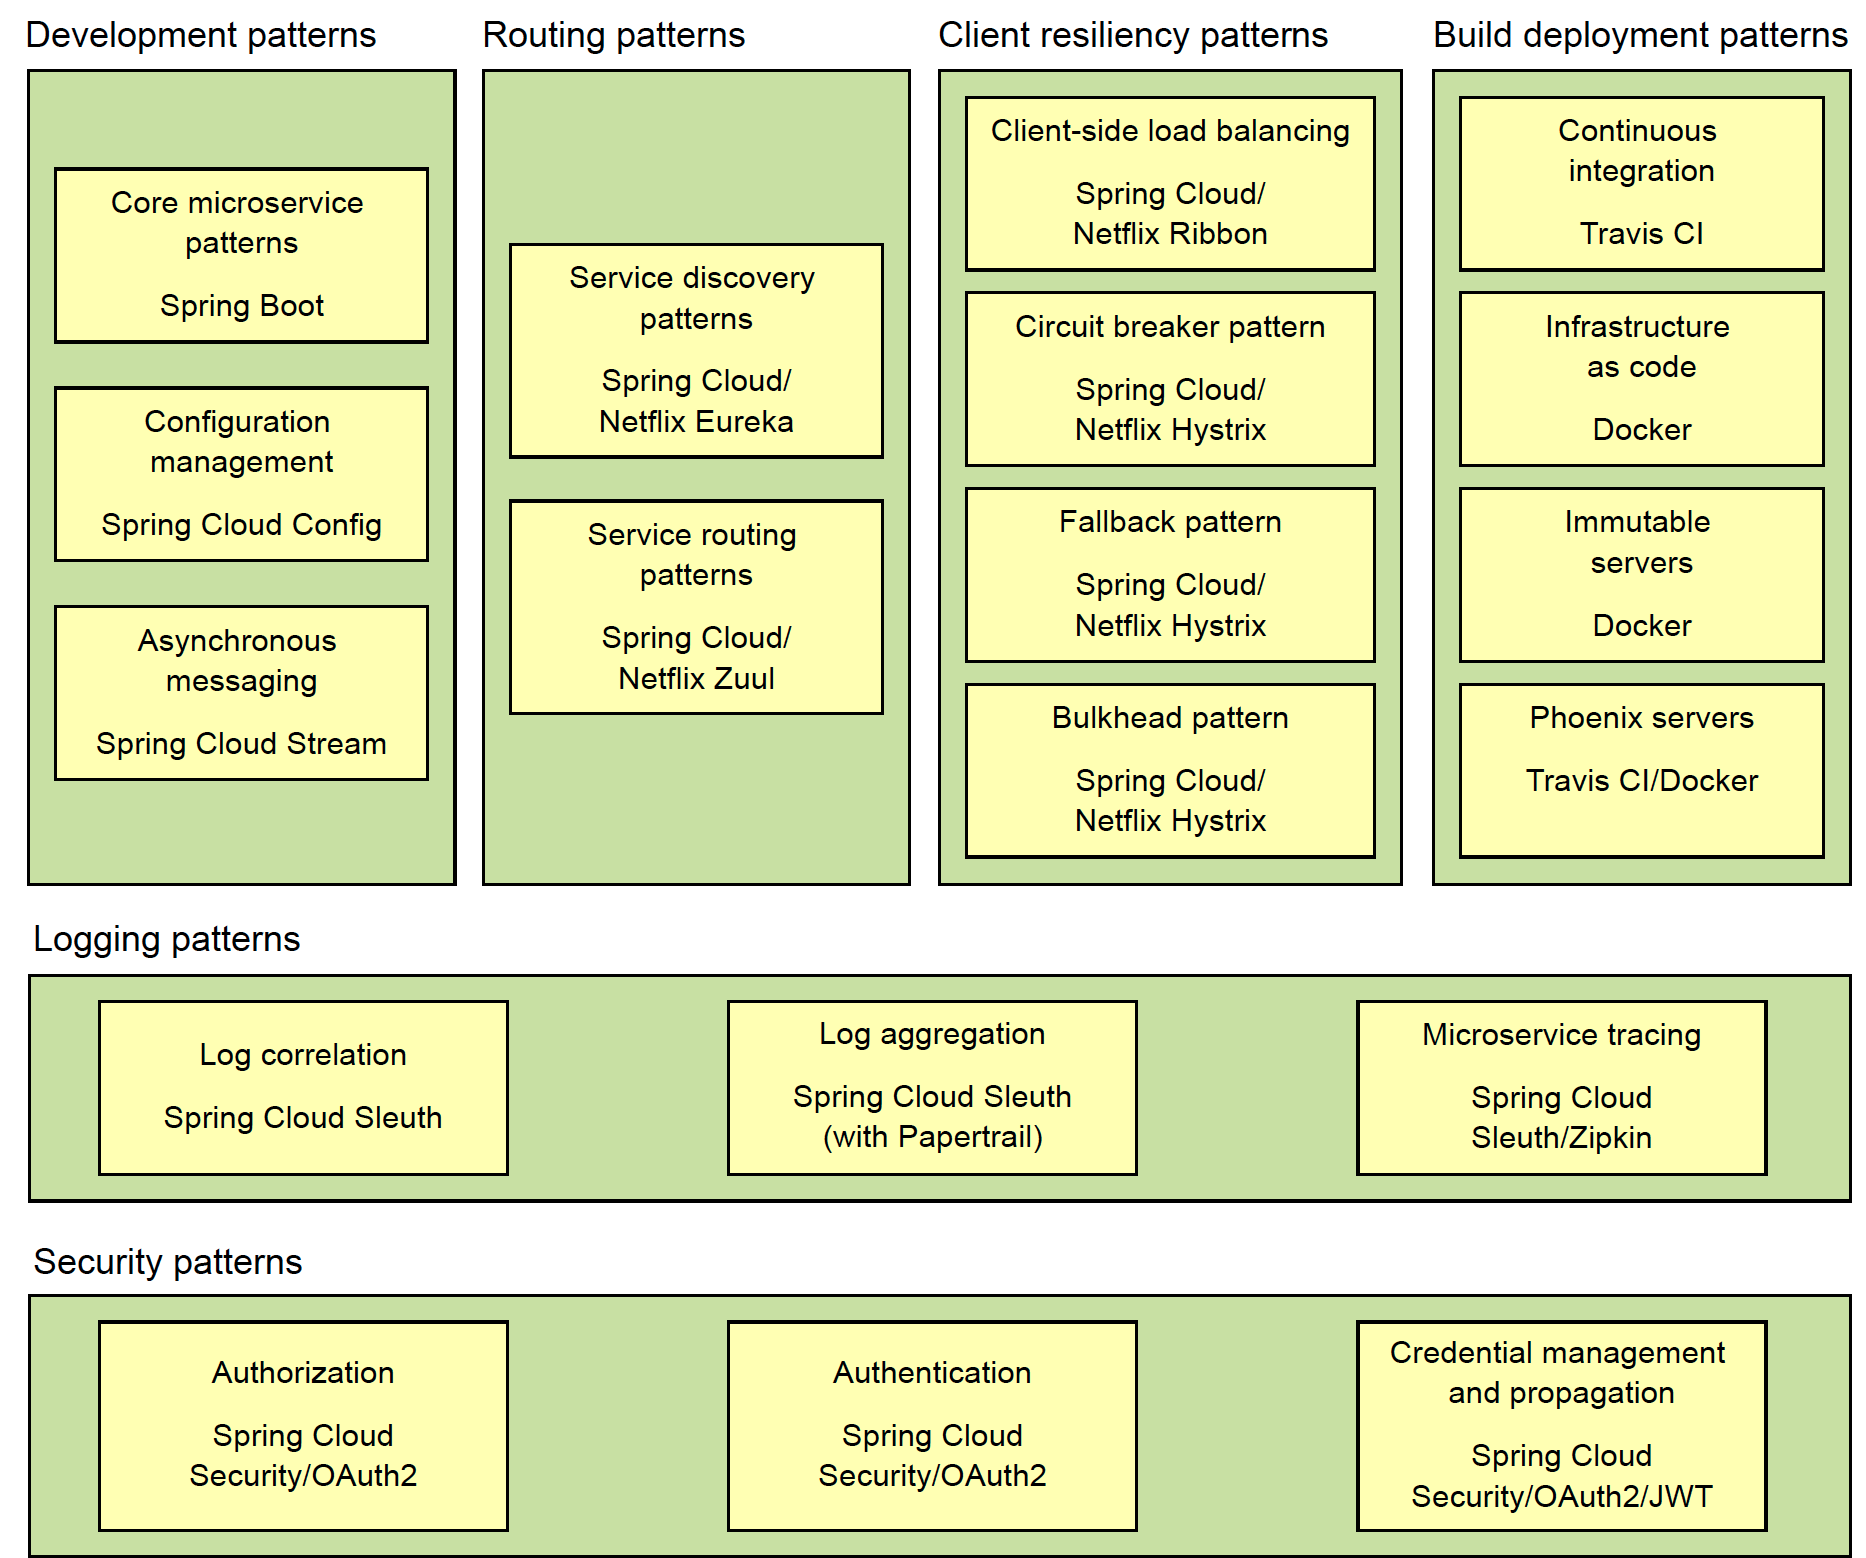 Development patterns
Core microservice
patterns
Spring Boot
Configuration
management
Spring Cloud Config
Asynchronous
messaging
Spring Cloud Stream
Routing patterns
Service discovery
patterns
Spring Cloud/
Netflix Eureka
Service routing
patterns
Spring Cloud/
Netflix Zuul
Client resiliency patterns
Client-side load balancing
Spring Cloud/
Netflix Ribbon
Circuit breaker pattern
Spring Cloud/
Netflix Hystrix
Fallback pattern
Spring Cloud/
Netflix Hystrix
Bulkhead pattern
Spring Cloud/
Netflix Hystrix
Build deployment patterns
Continuous
integration
Travis CI
Infrastructure
as code
Docker
Immutable
servers
Docker
Phoenix servers
Travis CI/Docker
Logging patterns
Log correlation
Spring Cloud Sleuth
Log aggregation
Spring Cloud Sleuth
(with Papertrail)
Microservice tracing
Spring Cloud
Sleuth/Zipkin
Security patterns
Authorization
Spring Cloud
Security/OAuth2
Authentication
Spring Cloud
Security/OAuth2
Credential management
and propagation
Spring Cloud
Security/OAuth2/JWT